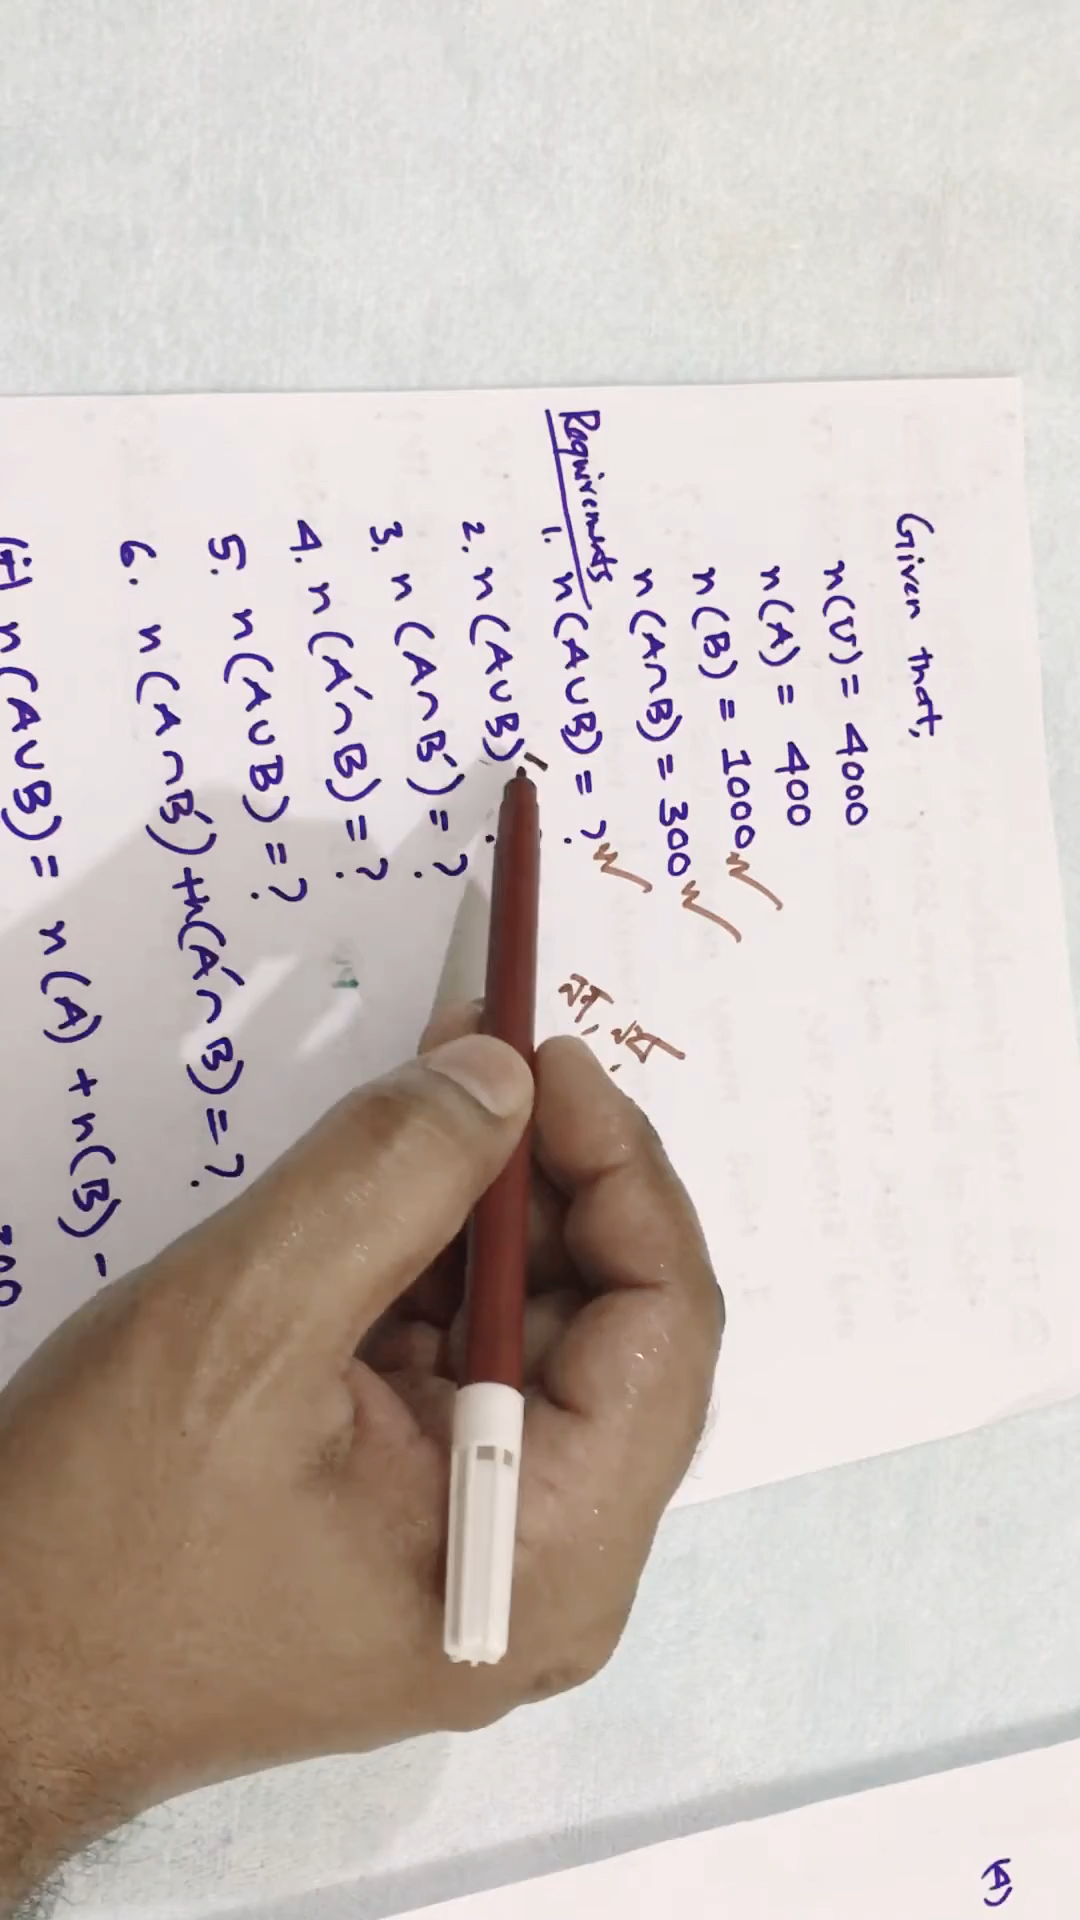 Given that,
n(U) = 4000
n(A) = 400
n(B) = 1000
n(A∩B) = 300
Requirements
1. n(A∪B) = ?
2. n(A∪B)'
3. n(A∩B') = ?
4. n(A'∩B) = ?
5. n(A∪B) = ?
6. n(A∩B') + n(A'∩B) = ?
n(A∪B) = n(A) + n(B) -
(A)